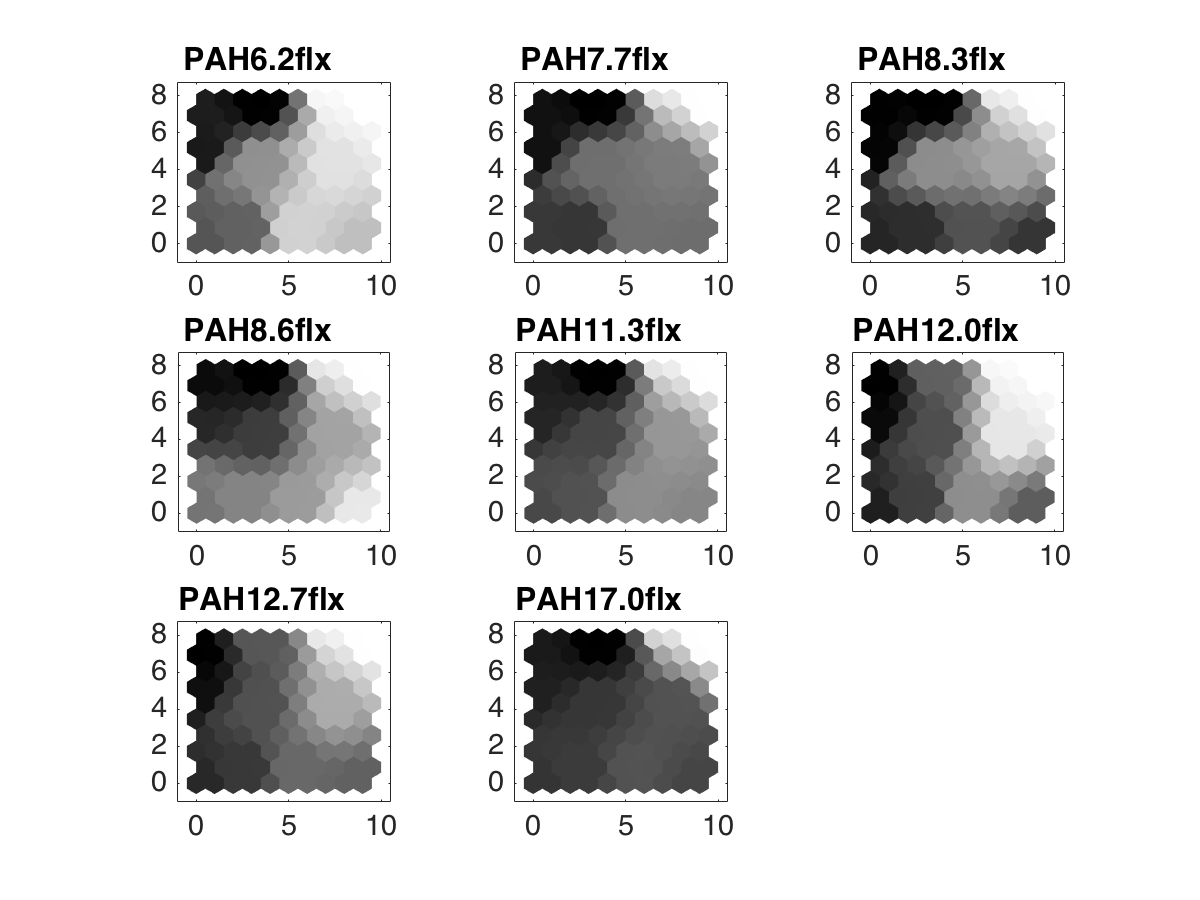 PAH6.2flx PAH7.7flx PAH8.3flx
8 8 8
6 6 6
4 4 4
2 2 2
0 0 0
0 5 10 0 5 10 0 5 10
PAH8.6flx PAH11.3flx PAH12.0flx
8 8 8
6 6 6
4 4 4
2 2 2
0 0 0
0 5 10 0 5 10 0 5 10
PAH12.7flx PAH17.0flx
8 8
6 6
4 4
2 2
0 0
0 5 10 0 5 10